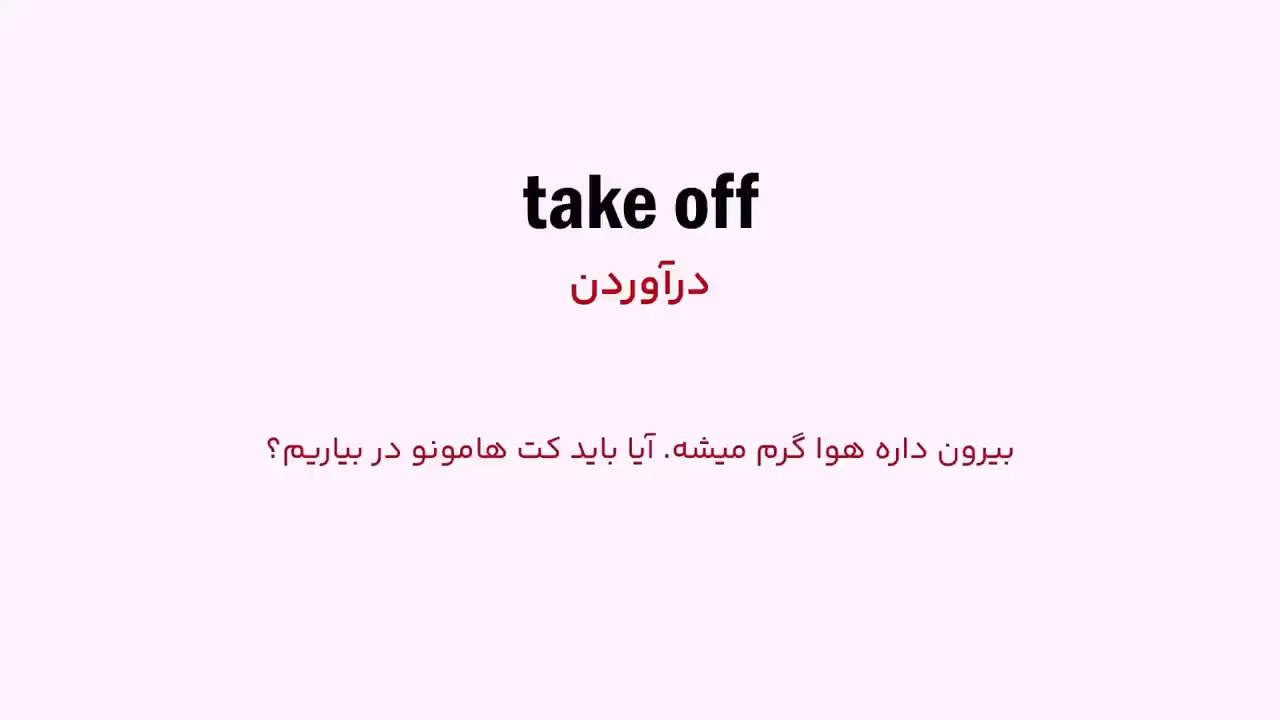 take off
درآوردن
بیرون داره هوا گرم میشه. آیا باید کت هامونو در بیاریم؟